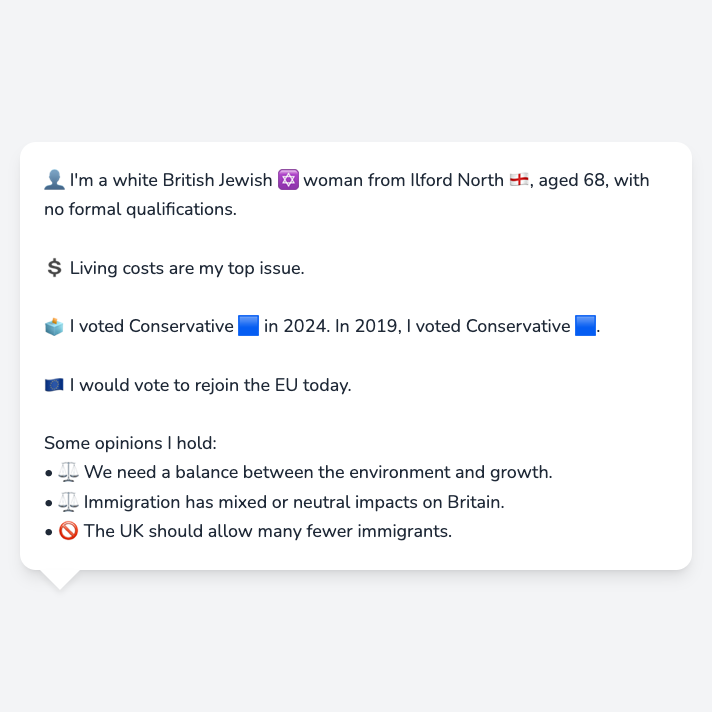 👤 I'm a white British Jewish ✡️ woman from Ilford North 🏴󠁧󠁢󠁥󠁮󠁧󠁿, aged 68, with
no formal qualifications.
💲 Living costs are my top issue.
🗳️ I voted Conservative 🟦 in 2024. In 2019, I voted Conservative 🟦.
🇪🇺 I would vote to rejoin the EU today.
Some opinions I hold:
• ⚖️ We need a balance between the environment and growth.
• ⚖️ Immigration has mixed or neutral impacts on Britain.
• 🚫 The UK should allow many fewer immigrants.